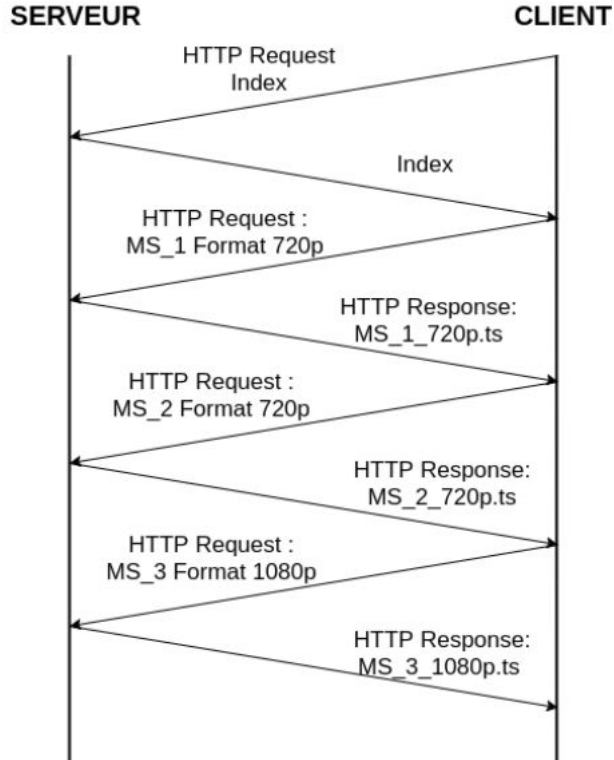 SERVEUR
CLIENT
HTTP Request
Index
Index
HTTP Request :
MS_1 Format 720p
HTTP Response:
MS_1_720p.ts
HTTP Request :
MS_2 Format 720p
HTTP Response:
MS_2_720p.ts
HTTP Request :
MS_3 Format 1080p
HTTP Response:
MS_3_1080p.ts